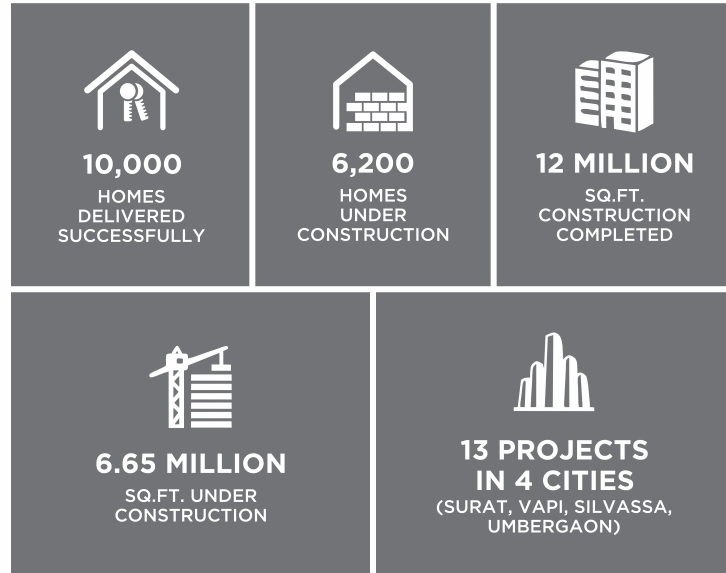 10,000
HOMES
DELIVERED
SUCCESSFULLY
6,200
HOMES
UNDER
CONSTRUCTION
12 MILLION
SQ.FT.
CONSTRUCTION
COMPLETED
6.65 MILLION
SQ.FT. UNDER
CONSTRUCTION
13 PROJECTS
IN 4 CITIES
(SURAT, VAPI, SILVASSA,
UMBERGAON)